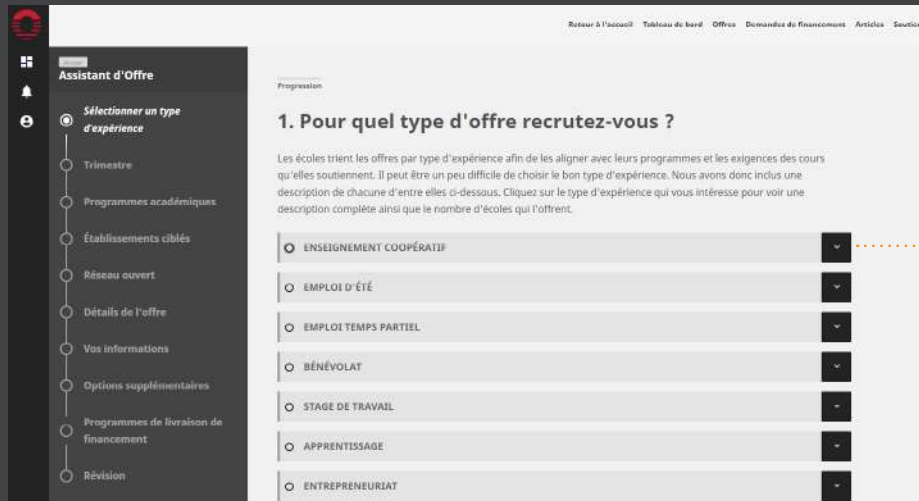 Retour à l'accueil Tableau de bord Offres Demandes de financement Articles Soutien
Assistant d'Offre
Sélectionner un type
d'expérience
Trimestre
Programmes académiques
Établissements ciblés
Réseau ouvert
Détails de l'offre
Vos informations
Options supplémentaires
Programmes de livraison de
financement
Révision
Progression
1. Pour quel type d'offre recrutez-vous ?
Les écoles trient les offres par type d'expérience afin de les aligner avec leurs programmes et les exigences des cours
qu'elles soutiennent. Il peut être un peu difficile de choisir le bon type d'expérience. Nous avons donc inclus une
description de chacune d'entre elles ci-dessous. Cliquez sur le type d'expérience qui vous intéresse pour voir une
description complète ainsi que le nombre d'écoles qui l'offrent.
ENSEIGNEMENT COOPÉRATIF
EMPLOI D'ÉTÉ
EMPLOI TEMPS PARTIEL
BÉNÉVOLAT
STAGE DE TRAVAIL
APPRENTISSAGE
ENTREPRENEURIAT